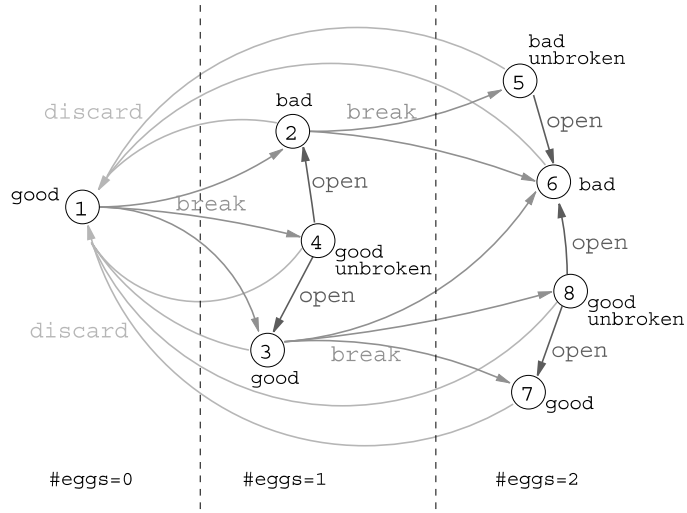 bad
unbroken
5
discard
bad
break
2
open
6
bad
good
1
open
break
4
good
unbroken
open
8
good
unbroken
open
discard
3
break
open
good
7
good
#eggs=0
#eggs=1
#eggs=2